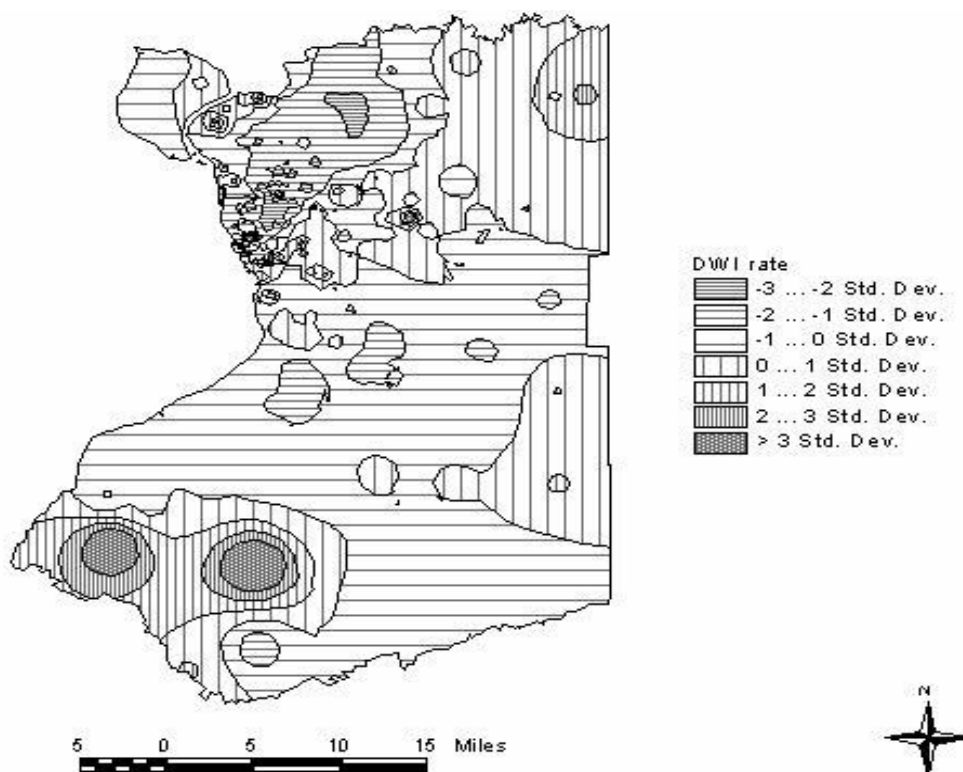 DWI rate
-3 ... -2 Std. Dev.
-2 ... -1 Std. Dev.
-1 ... 0 Std. Dev.
0 ... 1 Std. Dev.
1 ... 2 Std. Dev.
2 ... 3 Std. Dev.
> 3 Std. Dev.
N
5 0 5 10 15 Miles